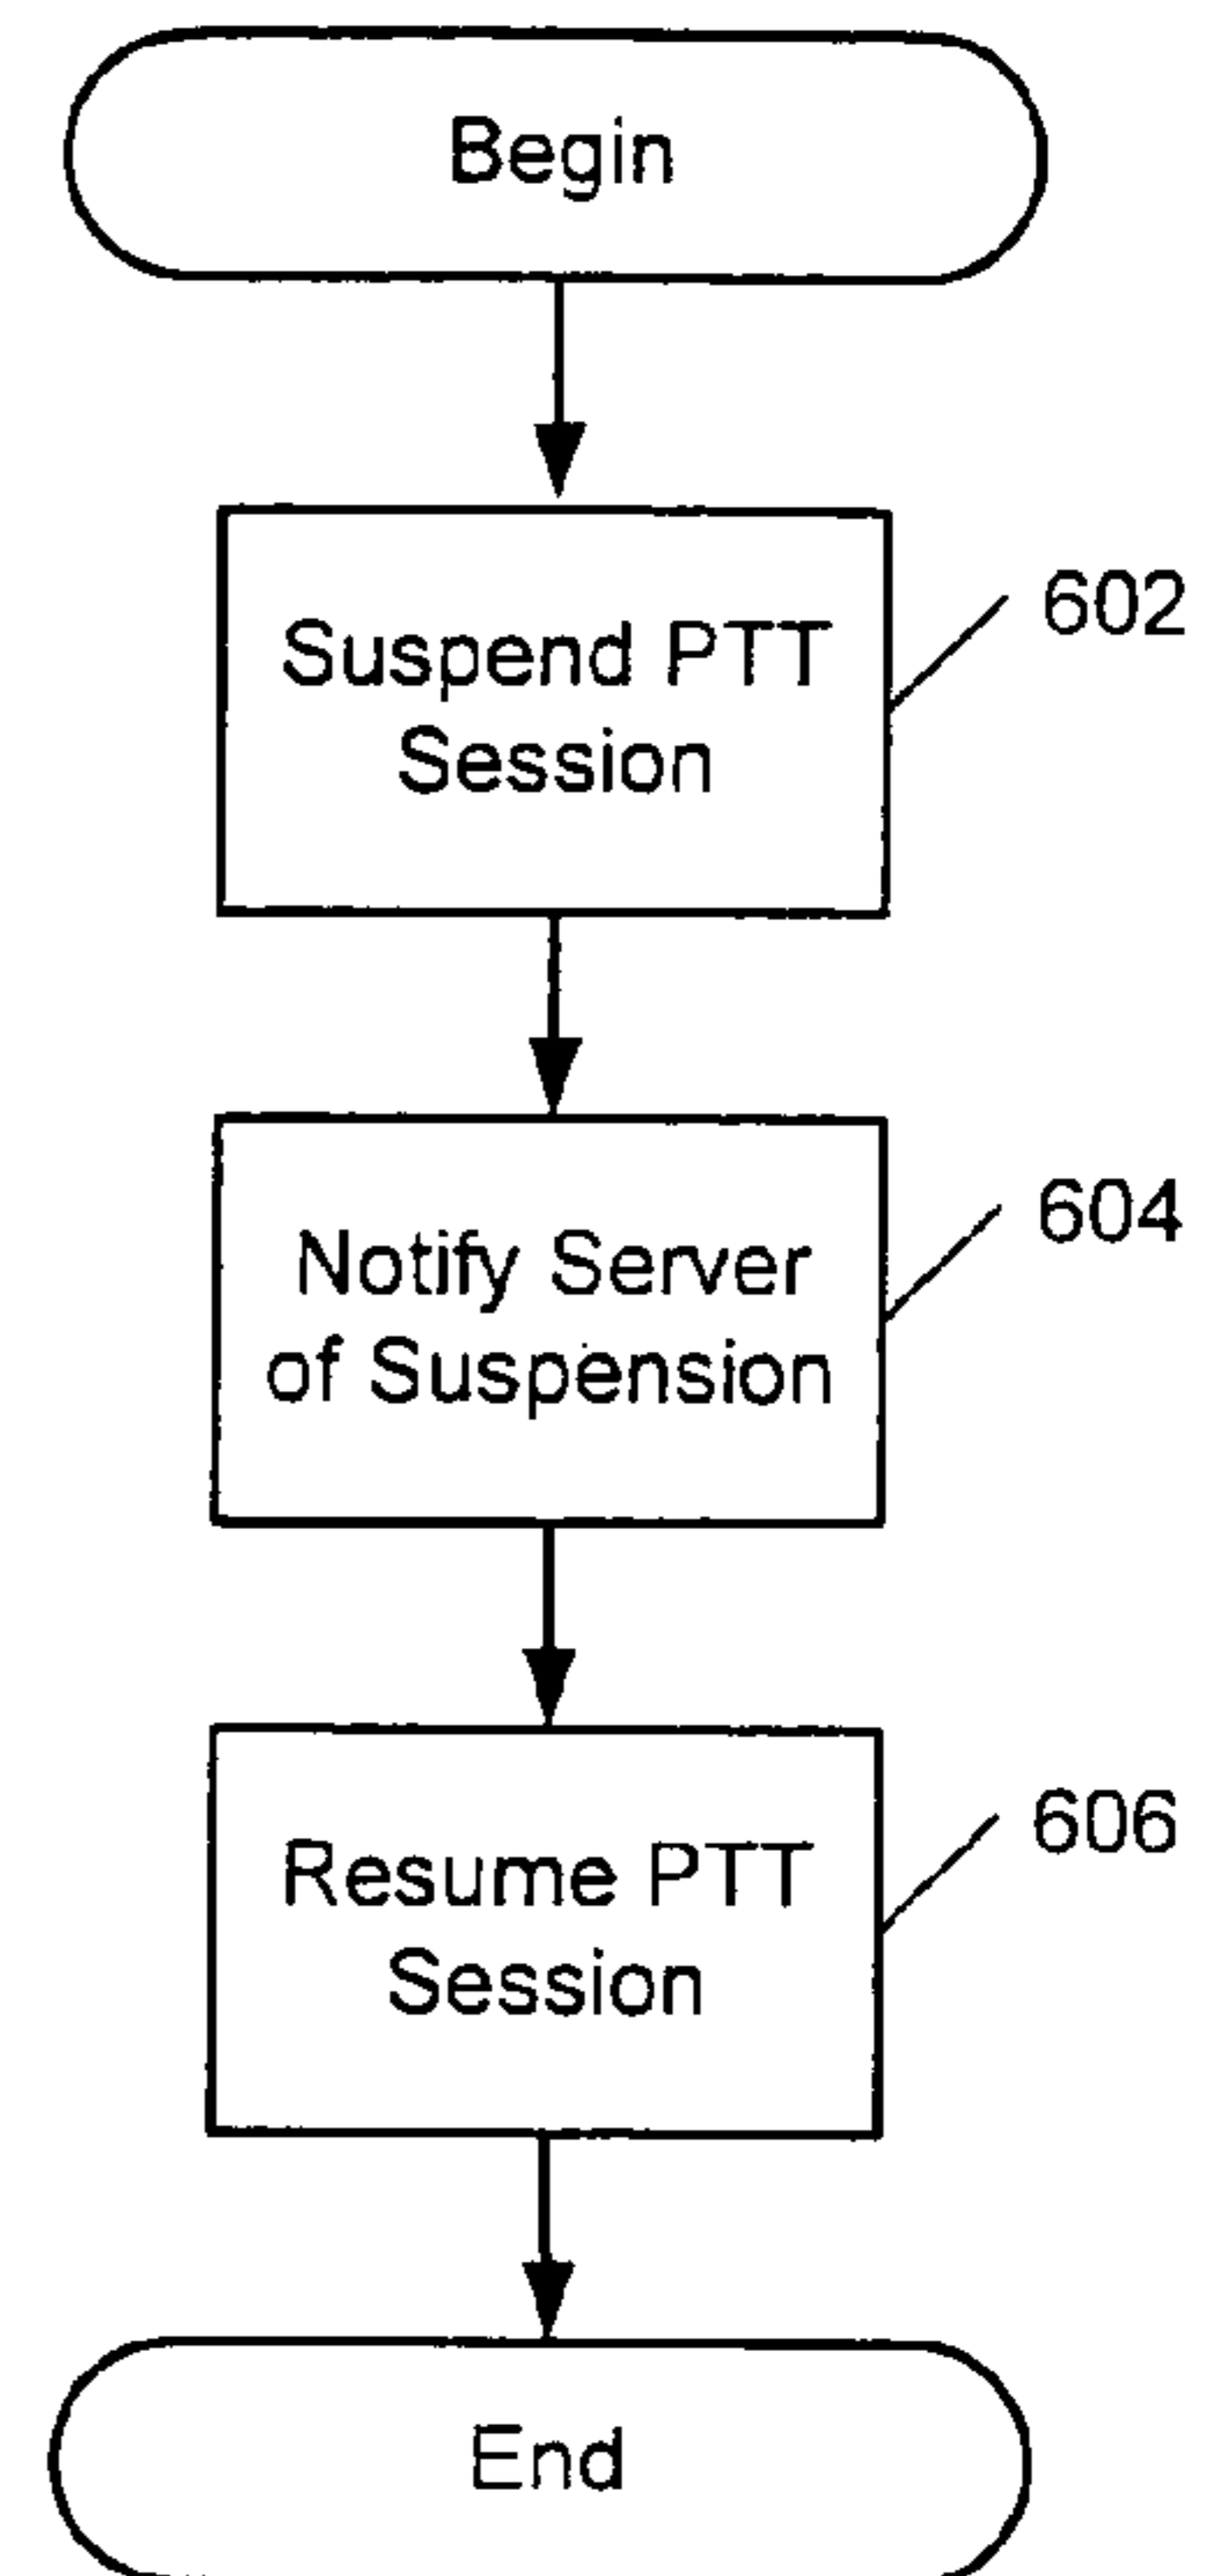 Begin
Suspend PTT
Session
602
Notify Server
of Suspension
604
Resume PTT
Session
606
End